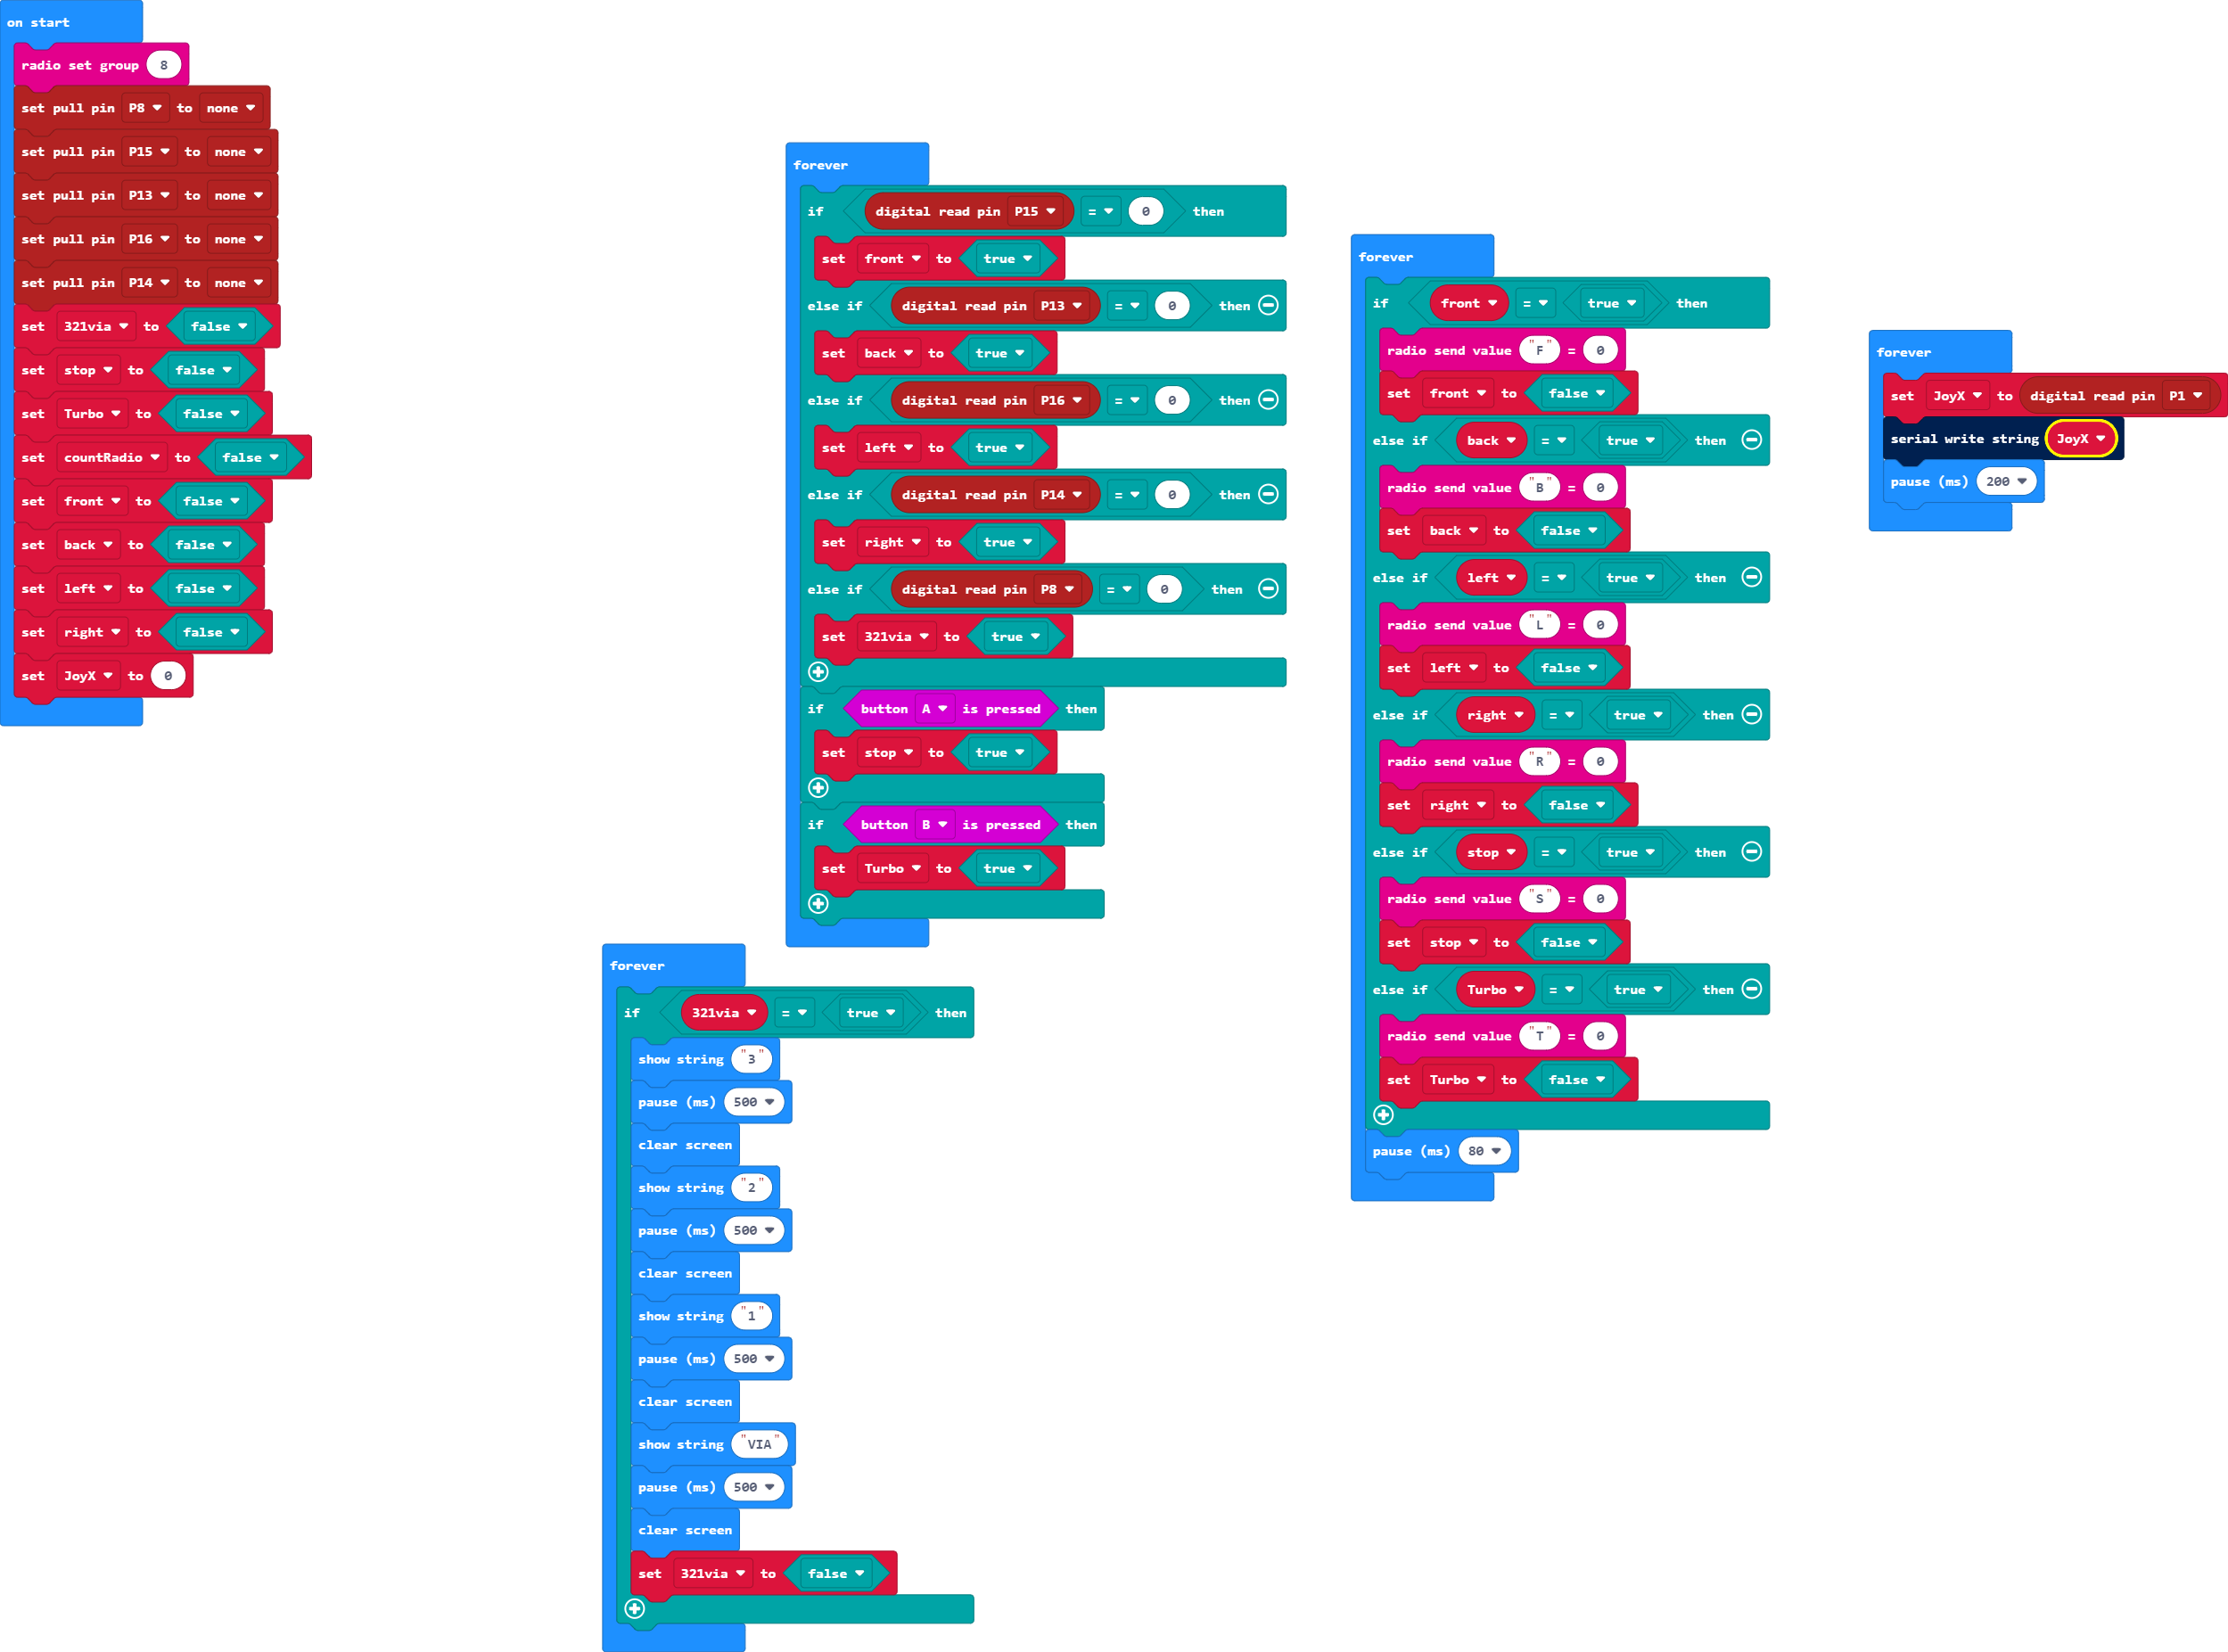 on start
radio set group 8
set pull pin P8 to none
set pull pin P15 to none
set pull pin P13 to none
set pull pin P16 to none
set pull pin P14 to none
set 321via to false
set stop to false
set Turbo to false
set countRadio to false
set front to false
set back to false
set left to false
set right to false
set JoyX to 0
forever
if digital read pin P15 = 0 then
set front to true
else if digital read pin P13 = 0 then
set back to true
else if digital read pin P16 = 0 then
set left to true
else if digital read pin P14 = 0 then
set right to true
else if digital read pin P8 = 0 then
set 321via to true
if button A is pressed then
set stop to true
if button B is pressed then
set Turbo to true
forever
if 321via = true then
show string "3"
pause (ms) 500
clear screen
show string "2"
pause (ms) 500
clear screen
show string "1"
pause (ms) 500
clear screen
show string "VIA"
pause (ms) 500
clear screen
set 321via to false
forever
if front = true then
radio send value "F" = 0
set front to false
else if back = true then
radio send value "B" = 0
set back to false
else if left = true then
radio send value "L" = 0
set left to false
else if right = true then
radio send value "R" = 0
set right to false
else if stop = true then
radio send value "S" = 0
set stop to false
else if Turbo = true then
radio send value "T" = 0
set Turbo to false
pause (ms) 80
forever
set JoyX to digital read pin P1
serial write string JoyX
pause (ms) 200